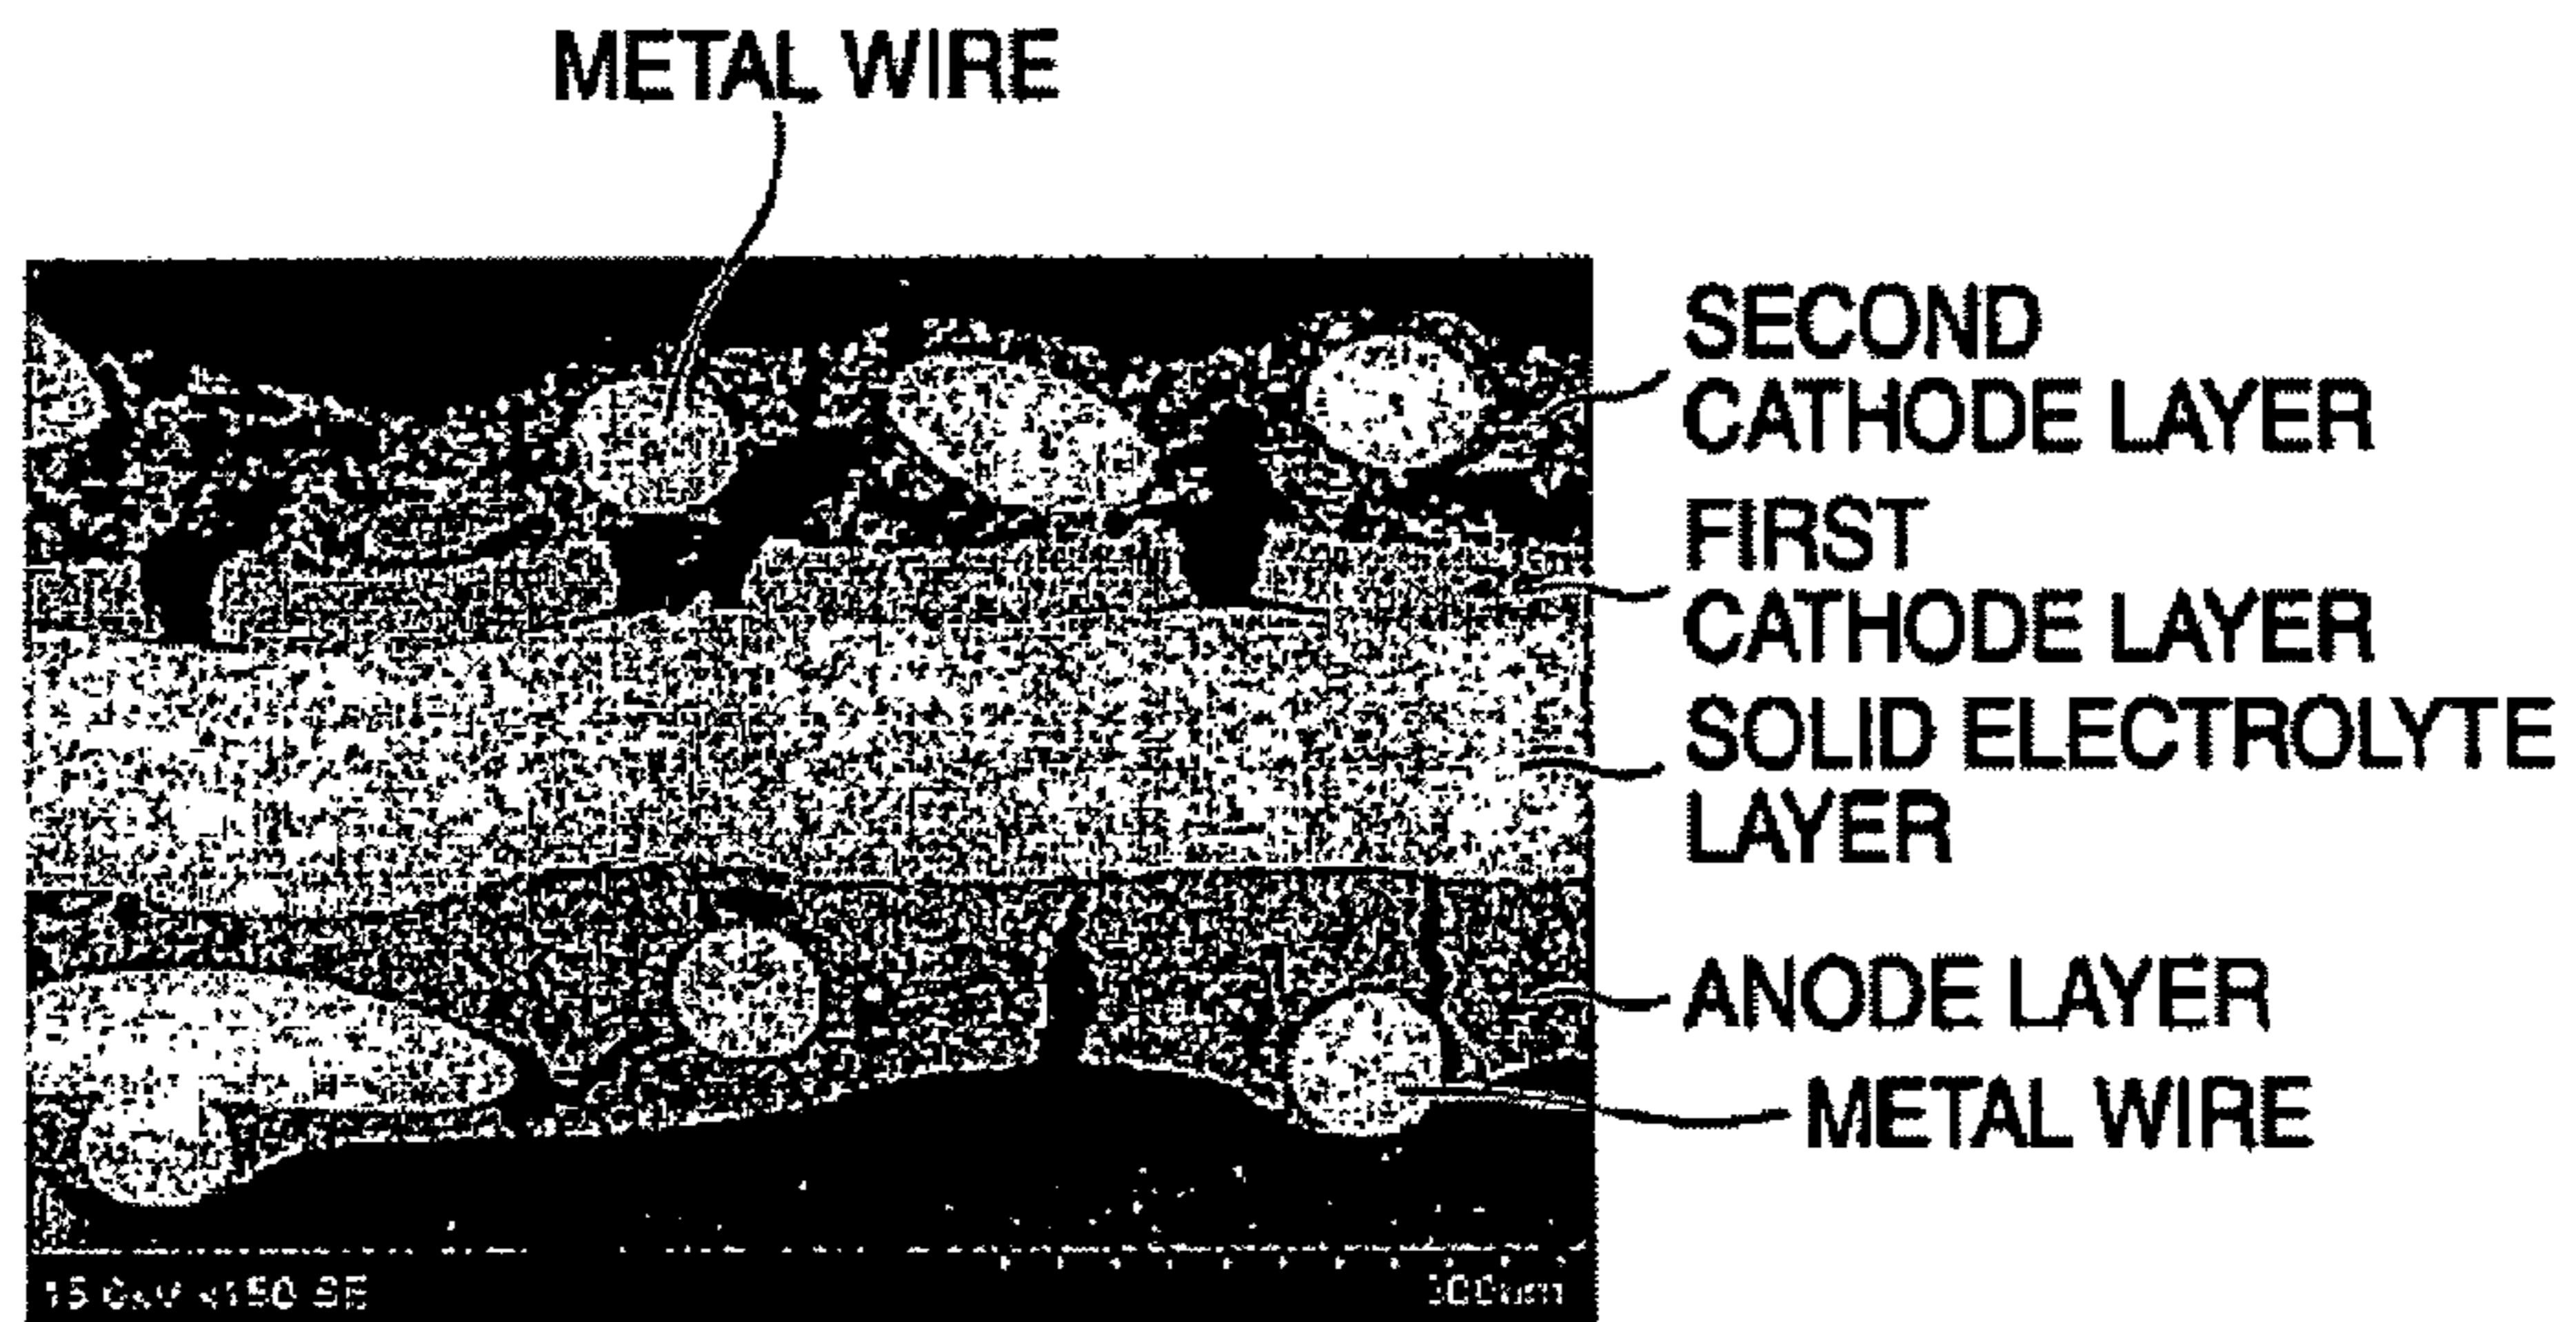 METAL WIRE
SECOND
CATHODE LAYER
FIRST
CATHODE LAYER
SOLID ELECTROLYTE
LAYER
ANODE LAYER
METAL WIRE